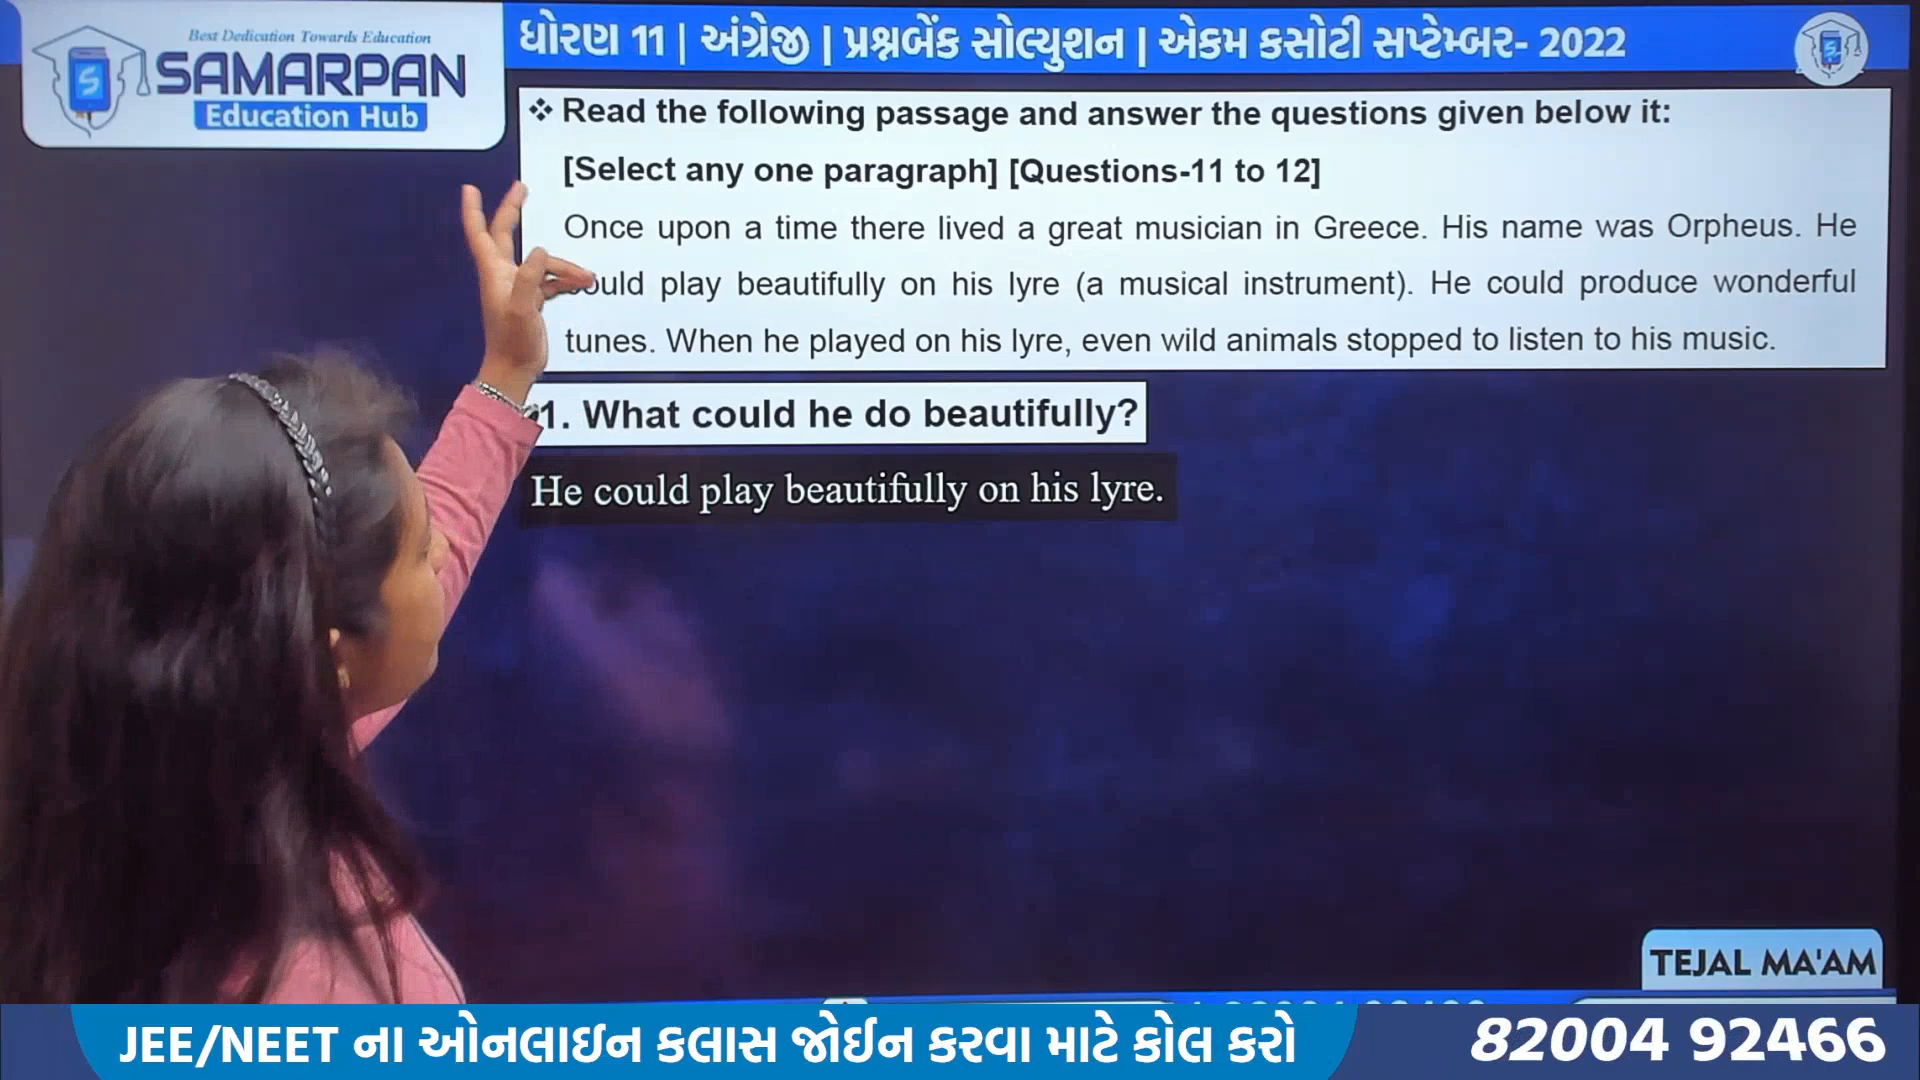 Best Dedication Towards Education
SAMARPAN
Education Hub
ધોરણ 11 | અંગ્રેજી | પ્રશ્નબેંક સોલ્યુશન | એકમ કસોટી સપ્ટેમ્બર- 2022
❖ Read the following passage and answer the questions given below it:
[Select any one paragraph] [Questions-11 to 12]
Once upon a time there lived a great musician in Greece. His name was Orpheus. He
play beautifully on his lyre (a musical instrument). He could produce wonderful
tunes. When he played on his lyre, even wild animals stopped to listen to his music.
1. What could he do beautifully?
He could play beautifully on his lyre.
TEJAL MA'AM
JEE/NEET ના ઓનલાઇન કલાસ જોઈન કરવા માટે કોલ કરો
82004 92466